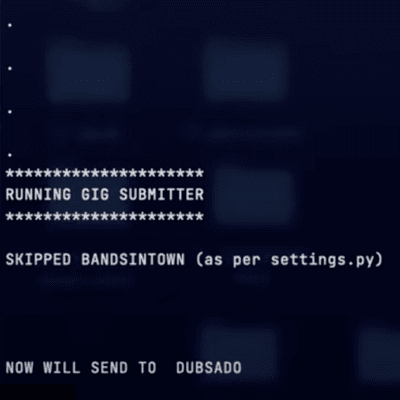 .
.
.
.
*********************
RUNNING GIG SUBMITTER
*********************
SKIPPED BANDSINTOWN (as per settings.py)
NOW WILL SEND TO  DUBSADO